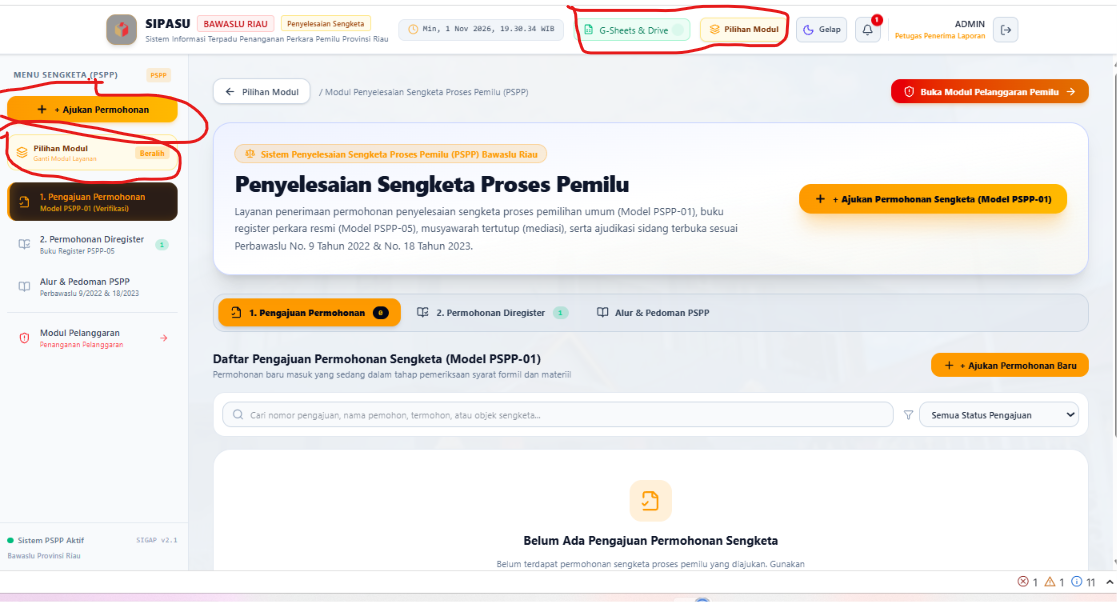 SIPASU BAWASLU RIAU Penyelesaian Sengketa
Sistem Informasi Terpadu Penanganan Perkara Pemilu Provinsi Riau
Min, 1 Nov 2026, 19.30.34 WIB
G-Sheets & Drive
Pilihan Modul
Gelap
1
ADMIN
Petugas Penerima Laporan
MENU SENGKETA (PSPP) PSPP
+ + Ajukan Permohonan
Pilihan Modul
Ganti Modul Layanan
Beralih
1. Pengajuan Permohonan
Model PSPP-01 (Verifikasi)
2. Permohonan Diregister 1
Buku Register PSPP-05
Alur & Pedoman PSPP
Perbawaslu 9/2022 & 18/2023
Modul Pelanggaran →
Penanganan Pelanggaran
Sistem PSPP Aktif SIGAP v2.1
Bawaslu Provinsi Riau
← Pilihan Modul / Modul Penyelesaian Sengketa Proses Pemilu (PSPP)
Buka Modul Pelanggaran Pemilu →
Sistem Penyelesaian Sengketa Proses Pemilu (PSPP) Bawaslu Riau
Penyelesaian Sengketa Proses Pemilu
Layanan penerimaan permohonan penyelesaian sengketa proses pemilihan umum (Model PSPP-01), buku
register perkara resmi (Model PSPP-05), musyawarah tertutup (mediasi), serta ajudikasi sidang terbuka sesuai
Perbawaslu No. 9 Tahun 2022 & No. 18 Tahun 2023.
+ + Ajukan Permohonan Sengketa (Model PSPP-01)
1. Pengajuan Permohonan 0
2. Permohonan Diregister 1
Alur & Pedoman PSPP
Daftar Pengajuan Permohonan Sengketa (Model PSPP-01)
Permohonan baru masuk yang sedang dalam tahap pemeriksaan syarat formil dan materiil
+ + Ajukan Permohonan Baru
Cari nomor pengajuan, nama pemohon, termohon, atau objek sengketa...
Semua Status Pengajuan
Belum Ada Pengajuan Permohonan Sengketa
Belum terdapat permohonan sengketa proses pemilu yang diajukan. Gunakan
1 1 11